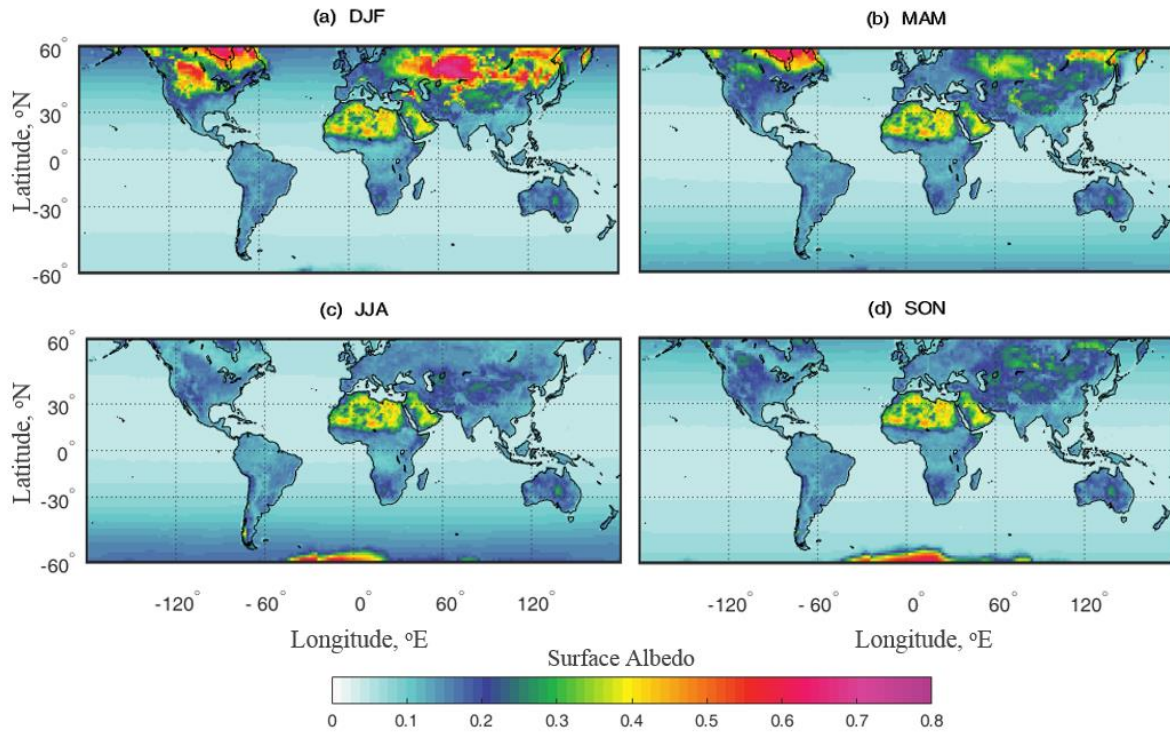 (a) DJF
(b) MAM
60°
30°
0°
-30°
-60°
Latitude, °N
(c) JJA
(d) SON
60°
30°
0°
-30°
-60°
Latitude, °N
-120° -60° 0° 60° 120°
-120° -60° 0° 60° 120°
Longitude, °E
Longitude, °E
Surface Albedo
0 0.1 0.2 0.3 0.4 0.5 0.6 0.7 0.8